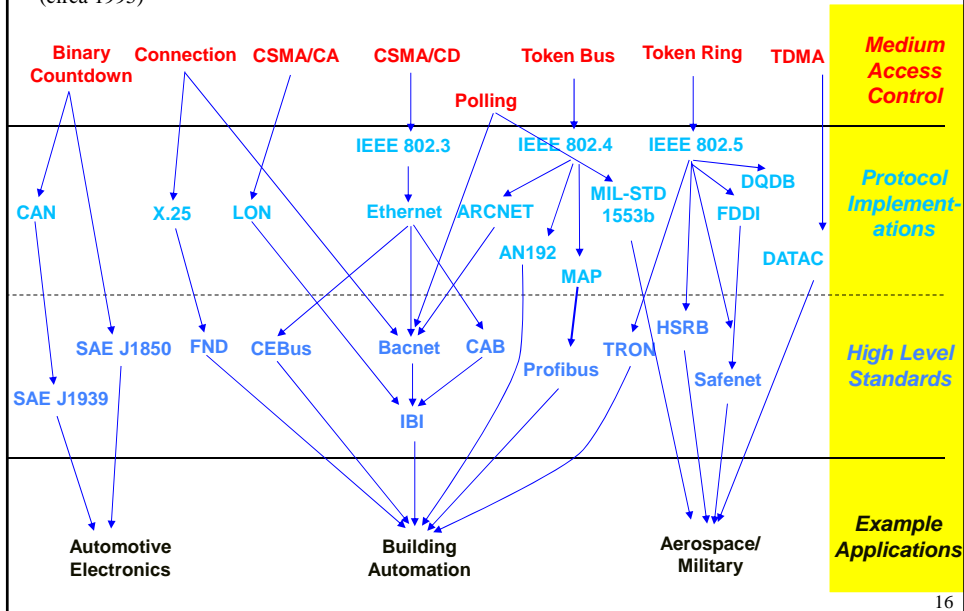 (circa 1995)
Binary
Countdown
Connection
CSMA/CA
CSMA/CD
Token Bus
Token Ring
TDMA
Medium
Access
Control
Polling
IEEE 802.3
IEEE 802.4
IEEE 802.5
DQDB
MIL-STD
1553b
Protocol
Implement-
ations
CAN
X.25
LON
Ethernet
ARCNET
FDDI
AN192
DATAC
MAP
HSRB
SAE J1850
FND
CEBus
Bacnet
CAB
TRON
High Level
Standards
Profibus
Safenet
SAE J1939
IBI
Automotive
Electronics
Building
Automation
Aerospace/
Military
Example
Applications
16